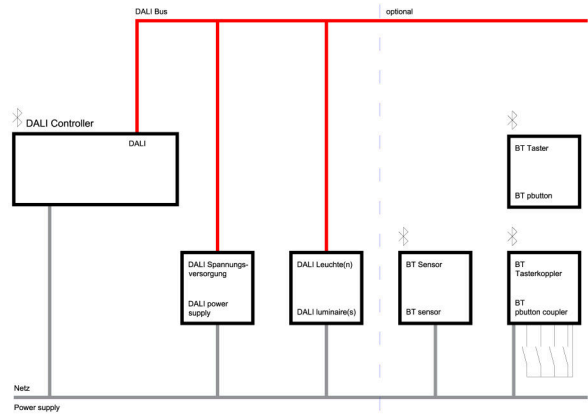 DALI Bus
optional
DALI Controller
DALI
BT Taster
BT pbutton
DALI Spannungs-
versorgung
DALI power
supply
DALI Leuchte(n)
DALI luminaire(s)
BT Sensor
BT sensor
BT
Tasterkoppler
BT
pbutton coupler
Netz
Power supply